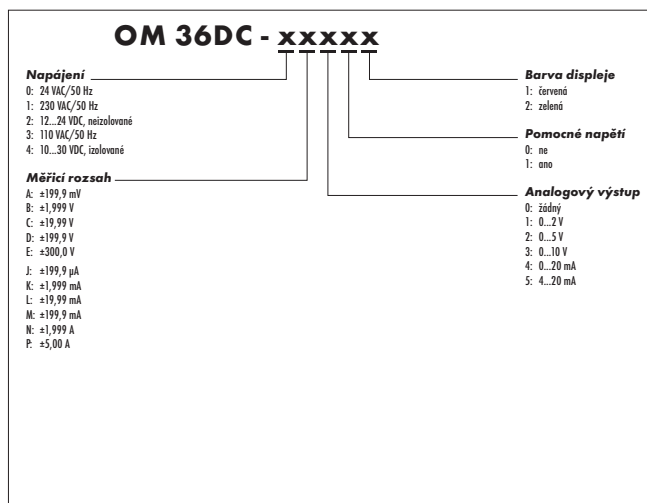 OM 36DC - xxxxx
Napájení
0: 24 VAC/50 Hz
1: 230 VAC/50 Hz
2: 12...24 VDC, neizolované
3: 110 VAC/50 Hz
4: 10...30 VDC, izolované
Měřicí rozsah
A: ±199,9 mV
B: ±1,999 V
C: ±19,99 V
D: ±199,9 V
E: ±300,0 V
J: ±199,9 µA
K: ±1,999 mA
L: ±19,99 mA
M: ±199,9 mA
N: ±1,999 A
P: ±5,00 A
Barva displeje
1: červená
2: zelená
Pomocné napětí
0: ne
1: ano
Analogový výstup
0: žádný
1: 0...2 V
2: 0...5 V
3: 0...10 V
4: 0...20 mA
5: 4...20 mA